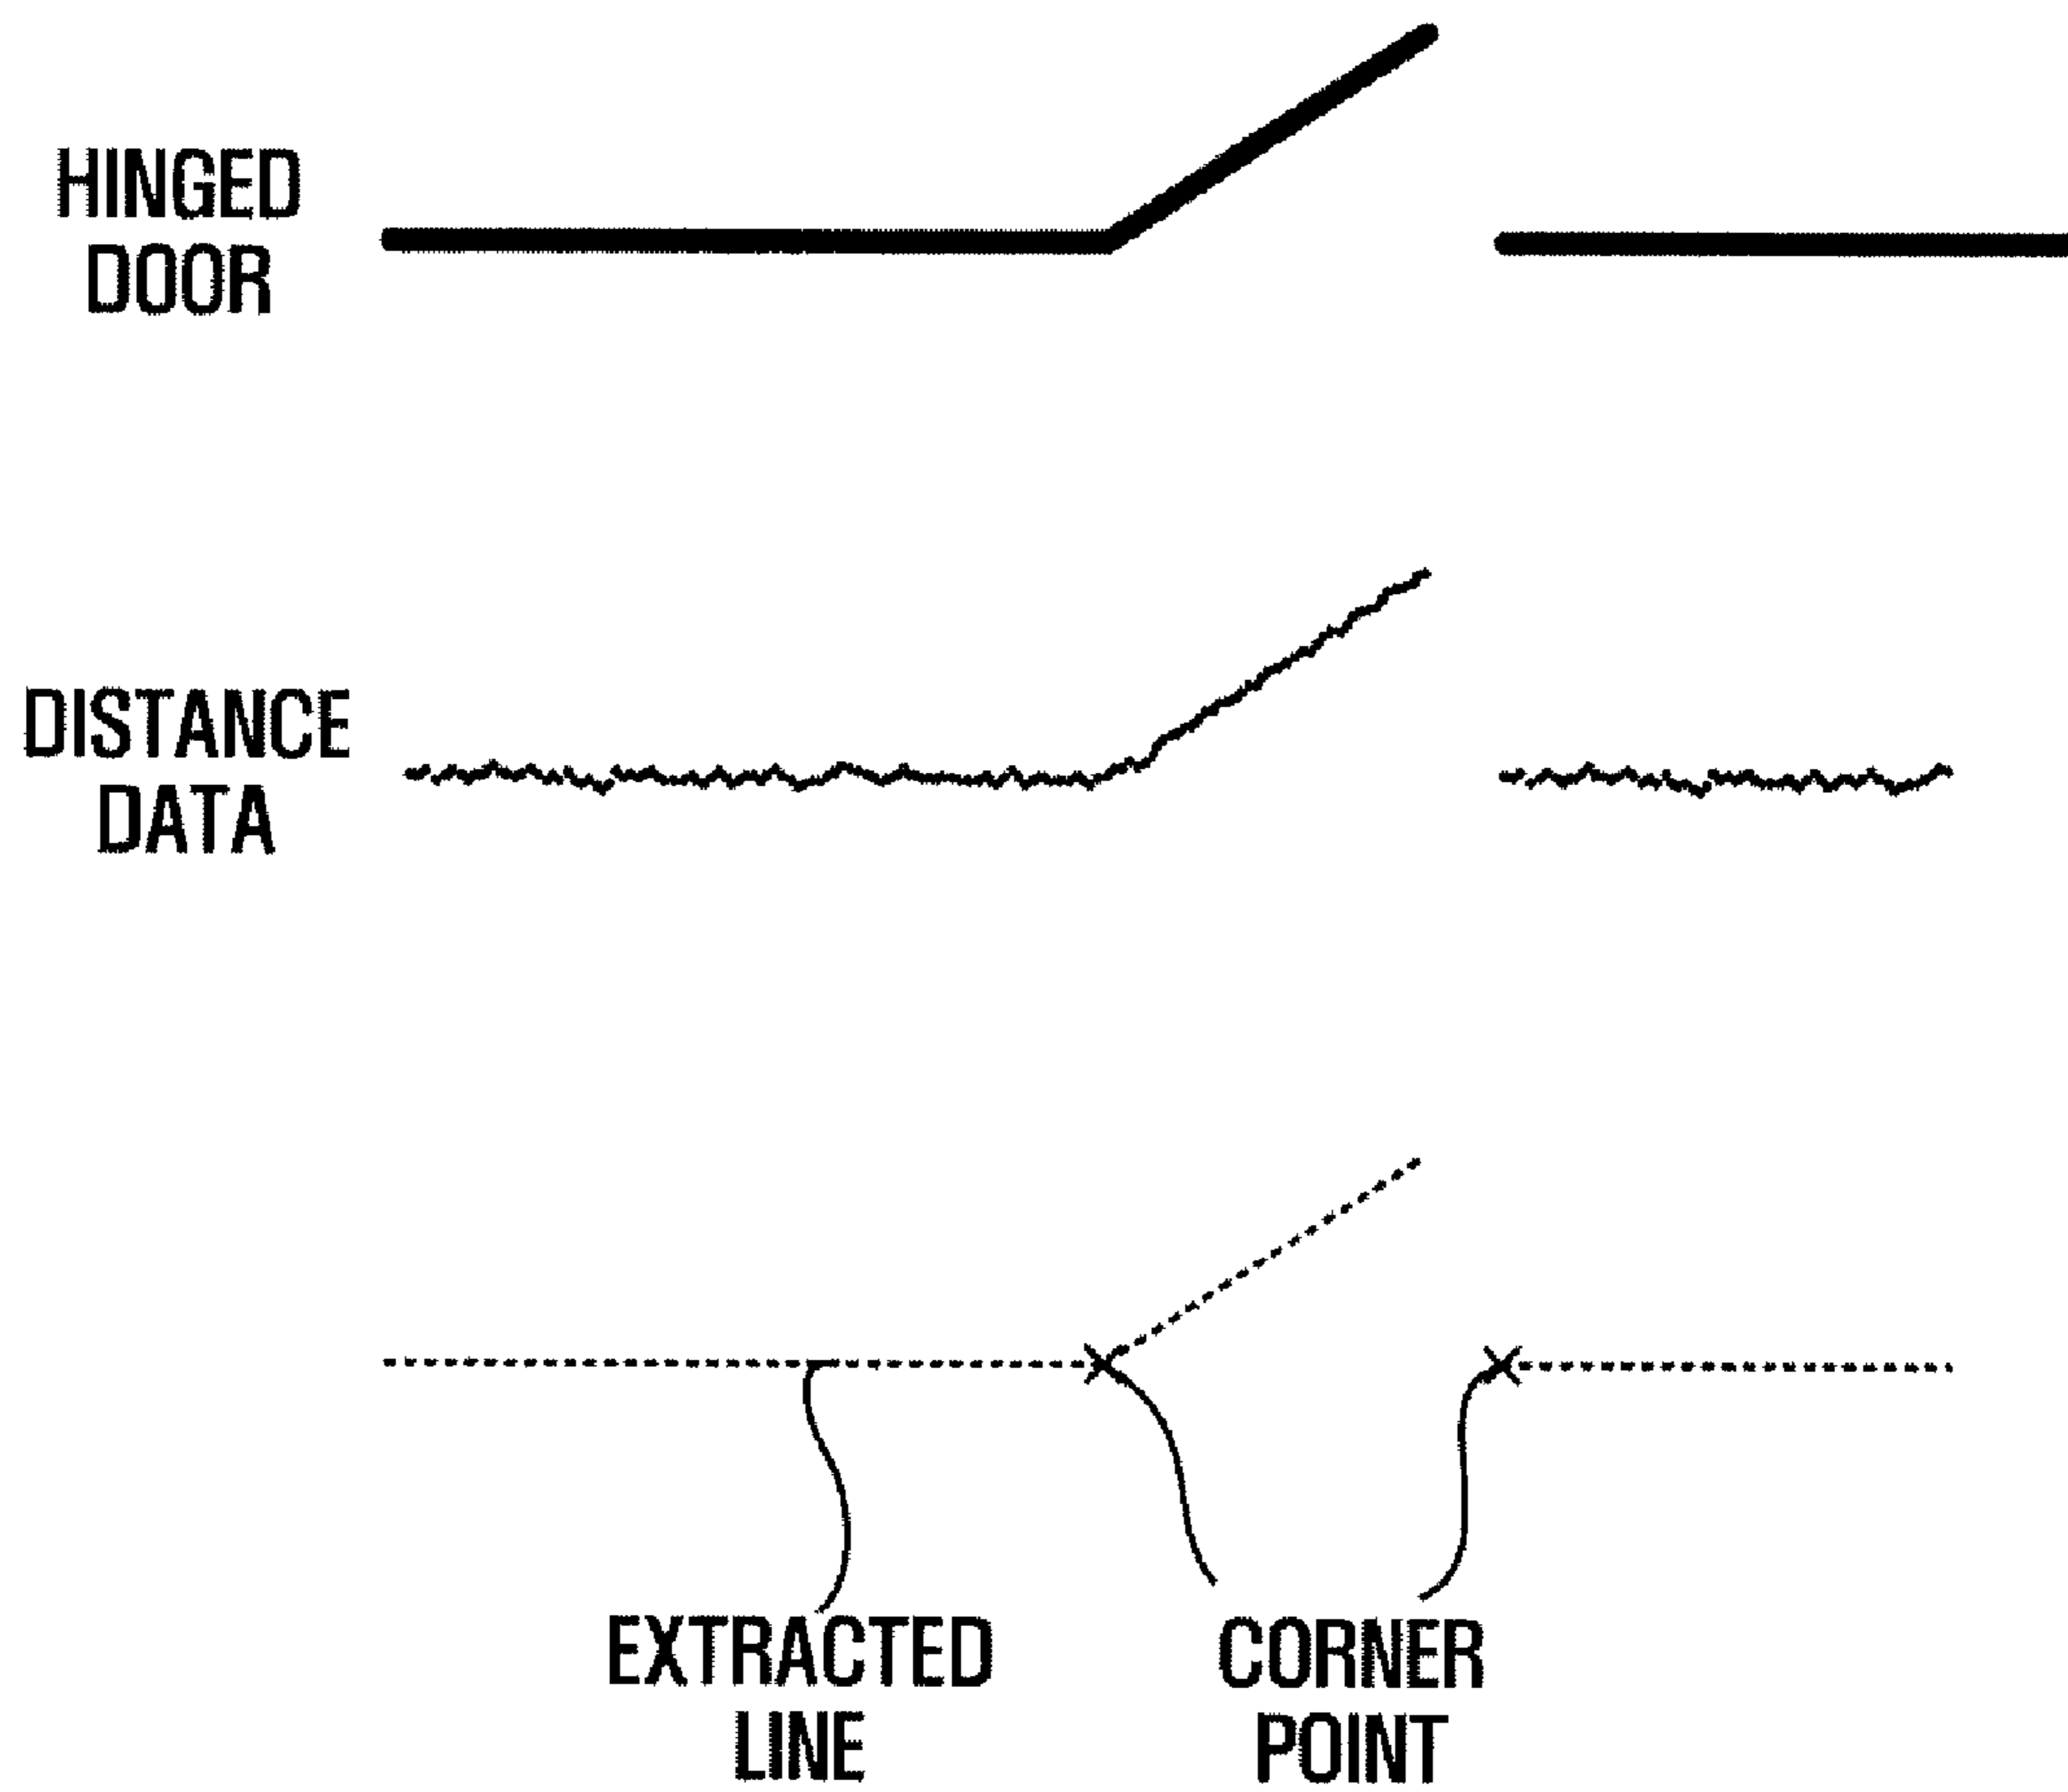 HINGED
DOOR
DISTANCE
DATA
EXTRACTED
LINE
CORNER
POINT